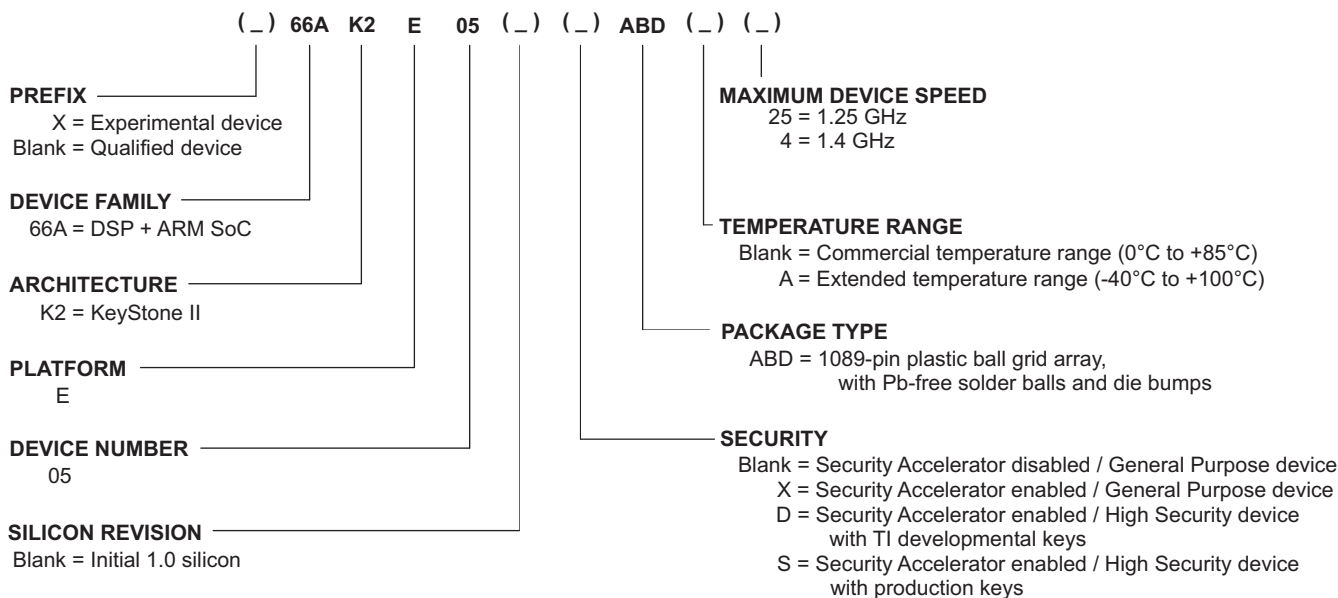 ( _ ) 66A K2 E 05 ( _ ) ( _ ) ABD ( _ ) ( _ )
PREFIX
X = Experimental device
Blank = Qualified device
DEVICE FAMILY
66A = DSP + ARM SoC
ARCHITECTURE
K2 = KeyStone II
PLATFORM
E
DEVICE NUMBER
05
SILICON REVISION
Blank = Initial 1.0 silicon
MAXIMUM DEVICE SPEED
25 = 1.25 GHz
4 = 1.4 GHz
TEMPERATURE RANGE
Blank = Commercial temperature range (0°C to +85°C)
A = Extended temperature range (-40°C to +100°C)
PACKAGE TYPE
ABD = 1089-pin plastic ball grid array,
with Pb-free solder balls and die bumps
SECURITY
Blank = Security Accelerator disabled / General Purpose device
X = Security Accelerator enabled / General Purpose device
D = Security Accelerator enabled / High Security device
with TI developmental keys
S = Security Accelerator enabled / High Security device
with production keys